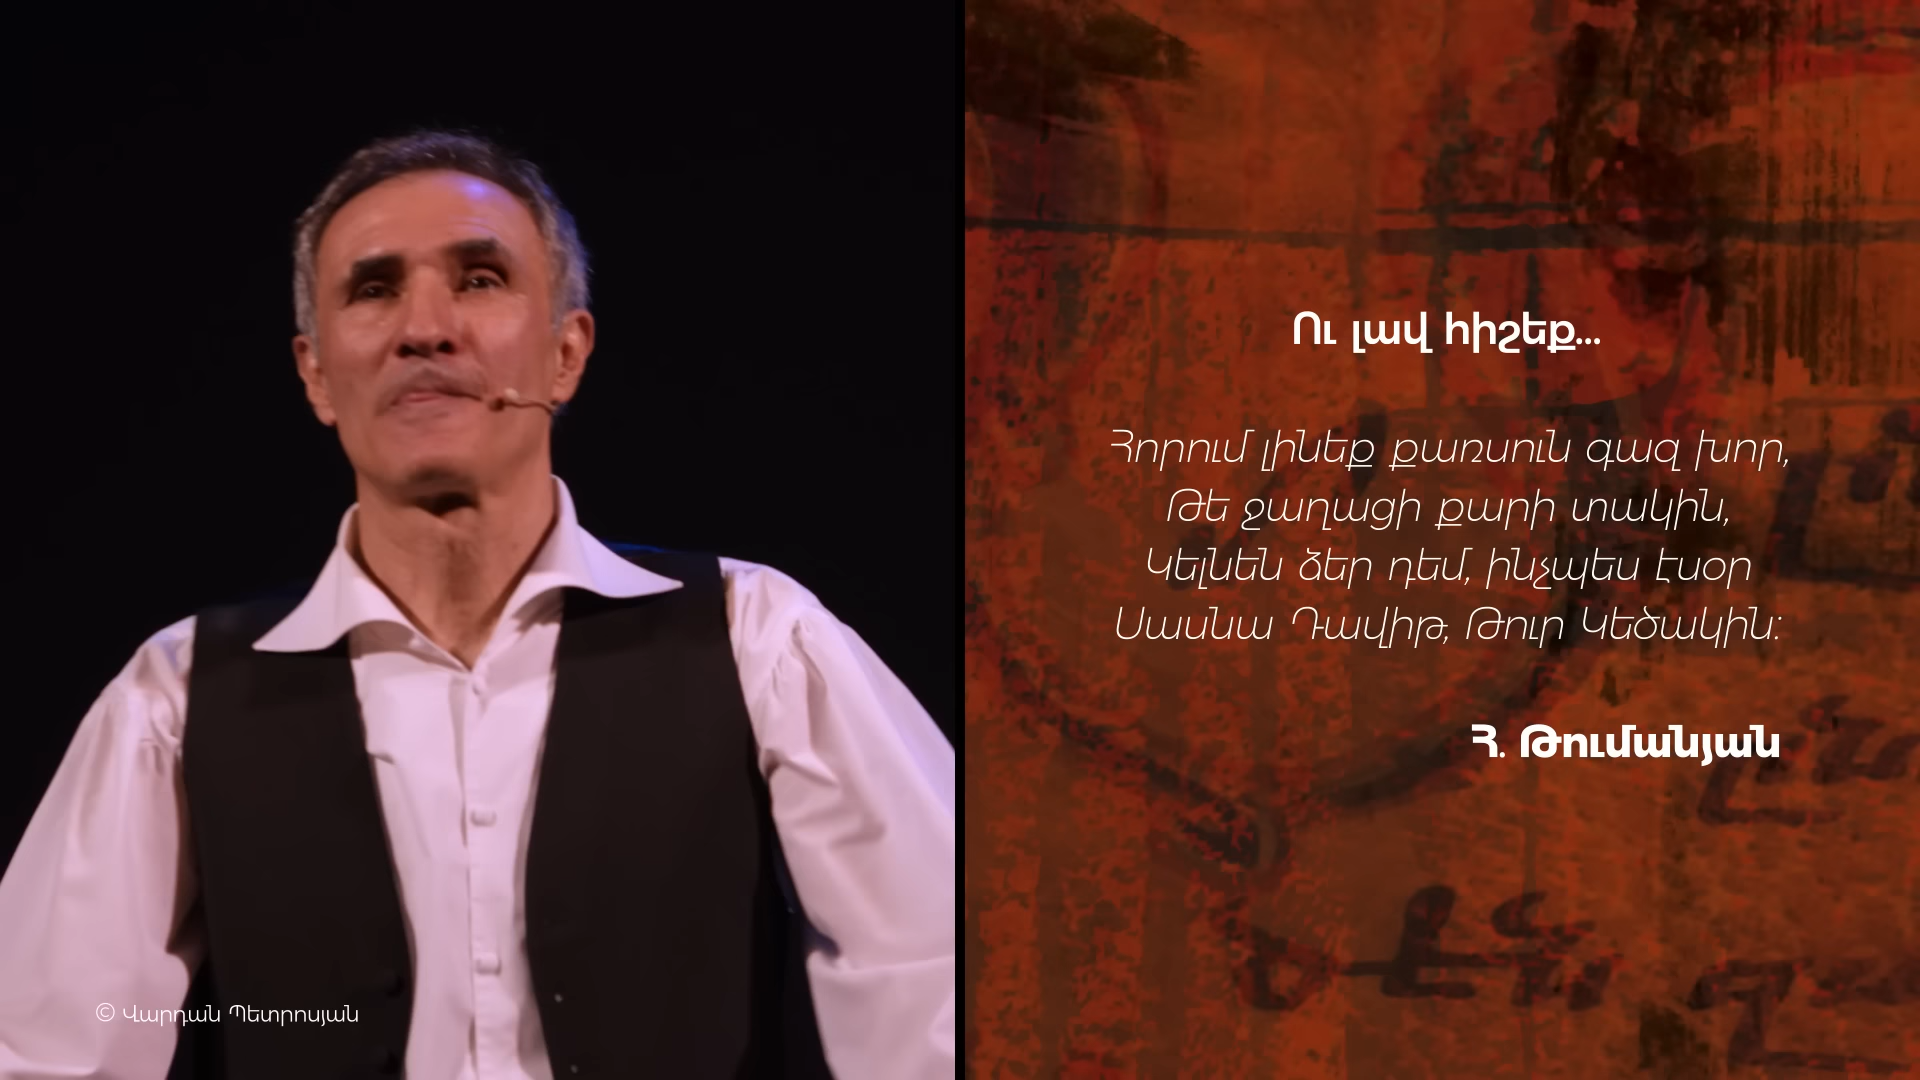 Ու լավ հիշեք...
Հորում լինեք քառսուն գազ խոր,
Թե ջաղացի քարի տակին,
Կելնեն ձեր դեմ, ինչպես էսօր
Սասնա Դավիթ, Թուր Կեծակին:
Հ. Թումանյան
© Վարդան Պետրոսյան